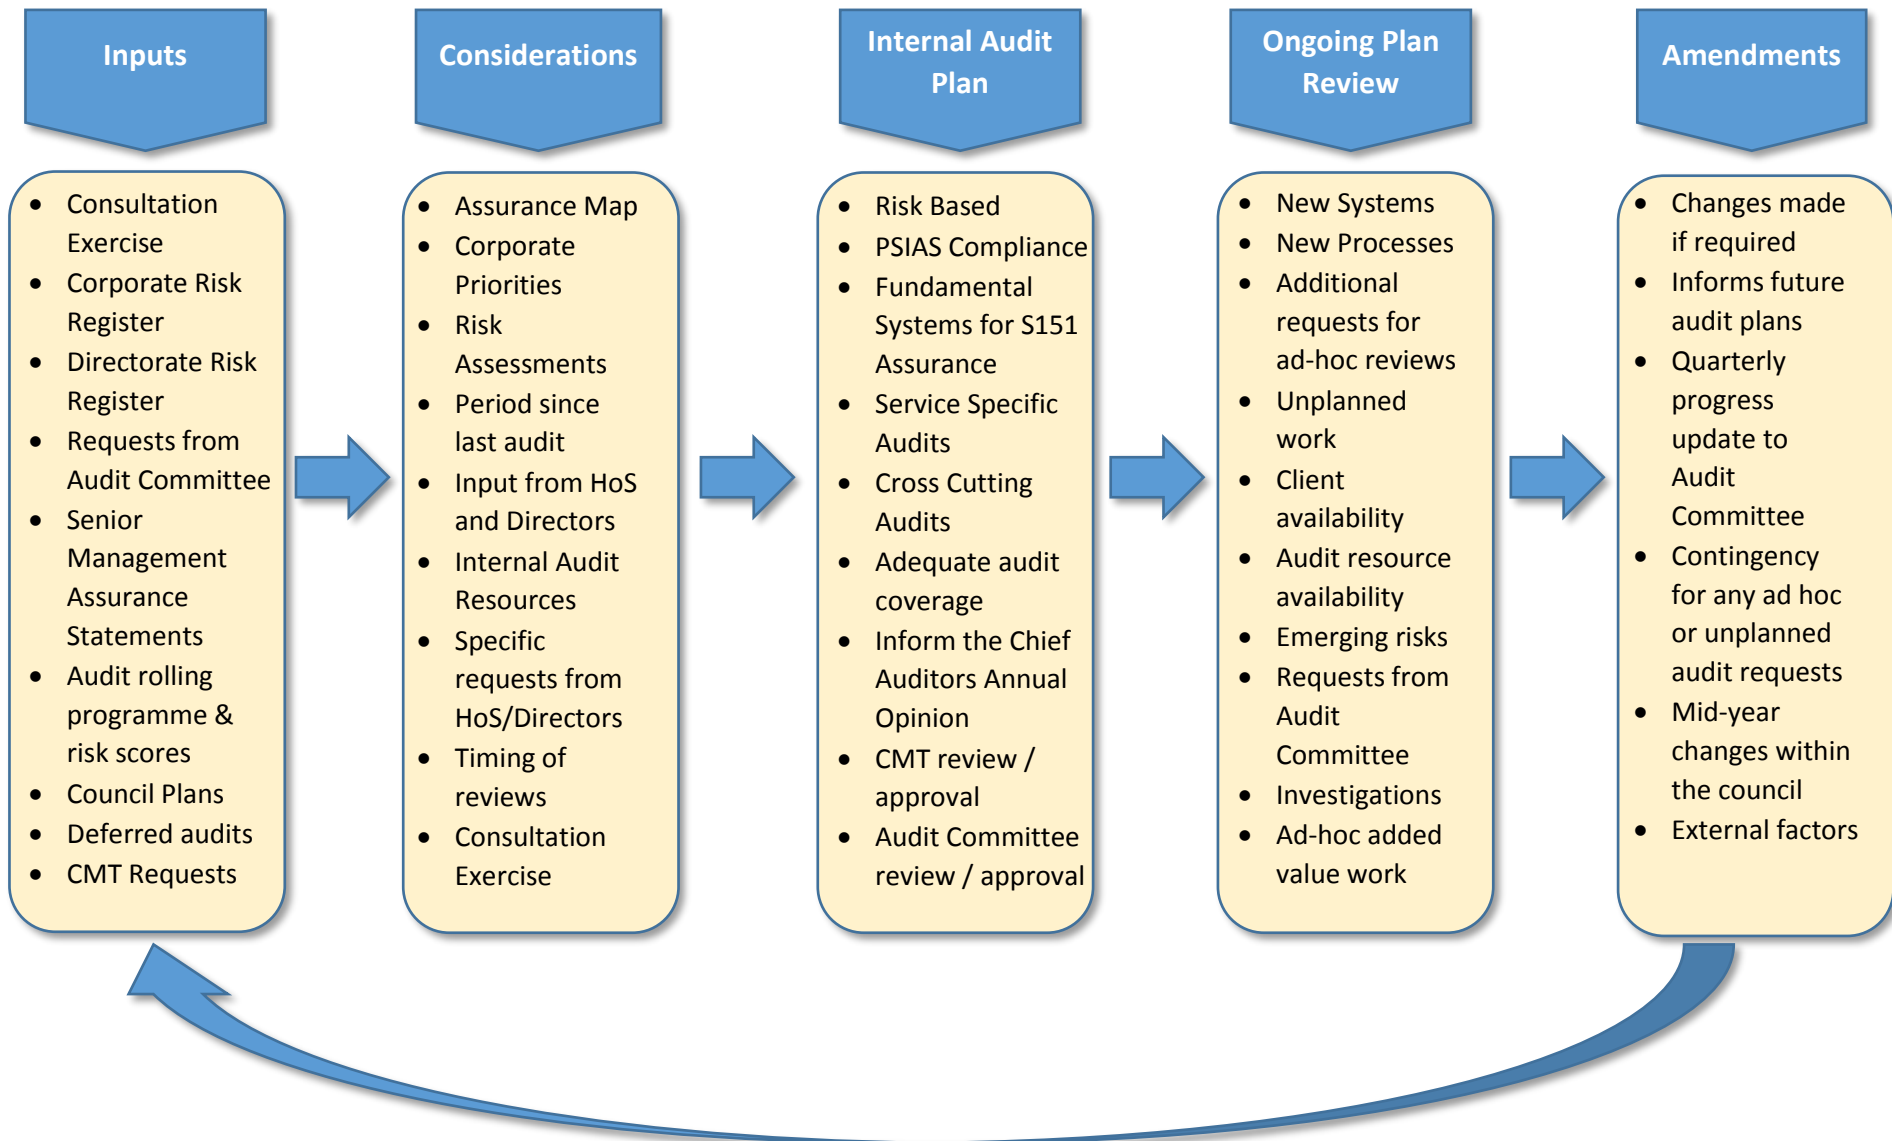 Inputs
Considerations
Internal Audit
Plan
Ongoing Plan
Review
Amendments
• Consultation
Exercise
• Corporate Risk
Register
• Directorate Risk
Register
• Requests from
Audit Committee
• Senior
Management
Assurance
Statements
• Audit rolling
programme &
risk scores
• Council Plans
• Deferred audits
• CMT Requests
• Assurance Map
• Corporate
Priorities
• Risk
Assessments
• Period since
last audit
• Input from HoS
and Directors
• Internal Audit
Resources
• Specific
requests from
HoS/Directors
• Timing of
reviews
• Consultation
Exercise
• Risk Based
• PSIAS Compliance
• Fundamental
Systems for S151
Assurance
• Service Specific
Audits
• Cross Cutting
Audits
• Adequate audit
coverage
• Inform the Chief
Auditors Annual
Opinion
• CMT review /
approval
• Audit Committee
review / approval
• New Systems
• New Processes
• Additional
requests for
ad-hoc reviews
• Unplanned
work
• Client
availability
• Audit resource
availability
• Emerging risks
• Requests from
Audit
Committee
• Investigations
• Ad-hoc added
value work
• Changes made
if required
• Informs future
audit plans
• Quarterly
progress
update to
Audit
Committee
• Contingency
for any ad hoc
or unplanned
audit requests
• Mid-year
changes within
the council
• External factors